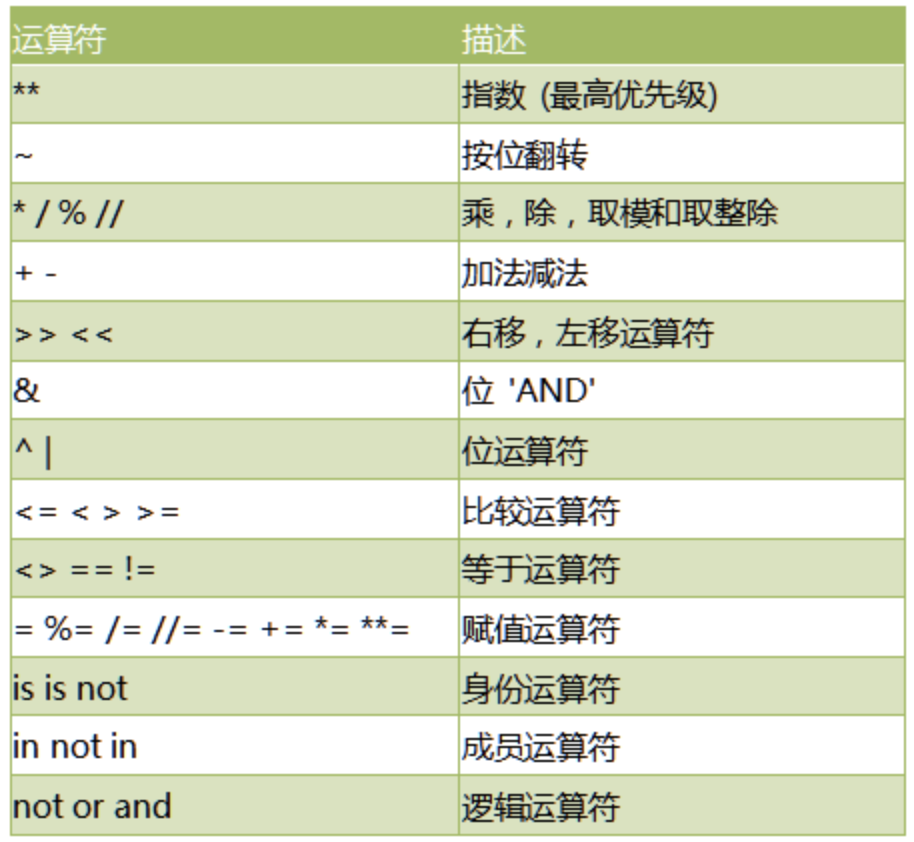 运算符 描述
** 指数 (最高优先级)
~ 按位翻转
* / % // 乘，除，取模和取整除
+ - 加法减法
>> << 右移，左移运算符
& 位 'AND'
^ | 位运算符
<= < > >= 比较运算符
<> == != 等于运算符
= %= /= //= -= += *= **= 赋值运算符
is is not 身份运算符
in not in 成员运算符
not or and 逻辑运算符